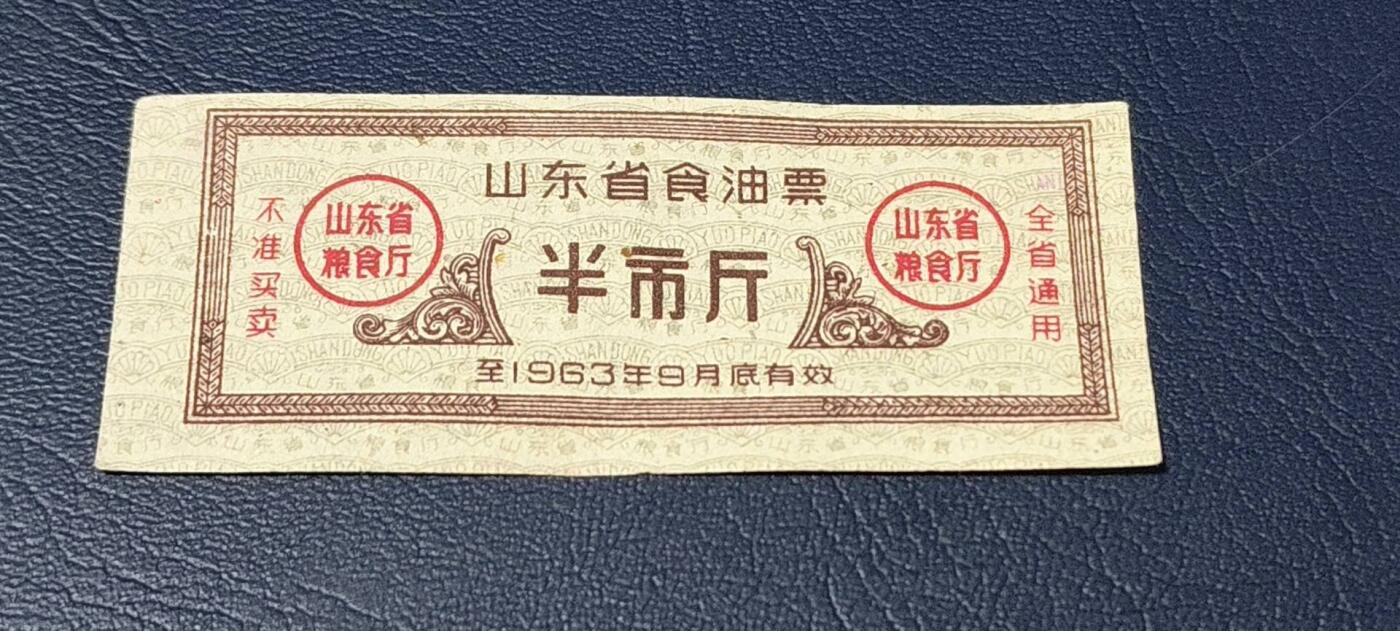 山东省食油票
不准买卖
山东省
粮食厅
半市斤
山东省
粮食厅
全省通用
至1963年9月底有效